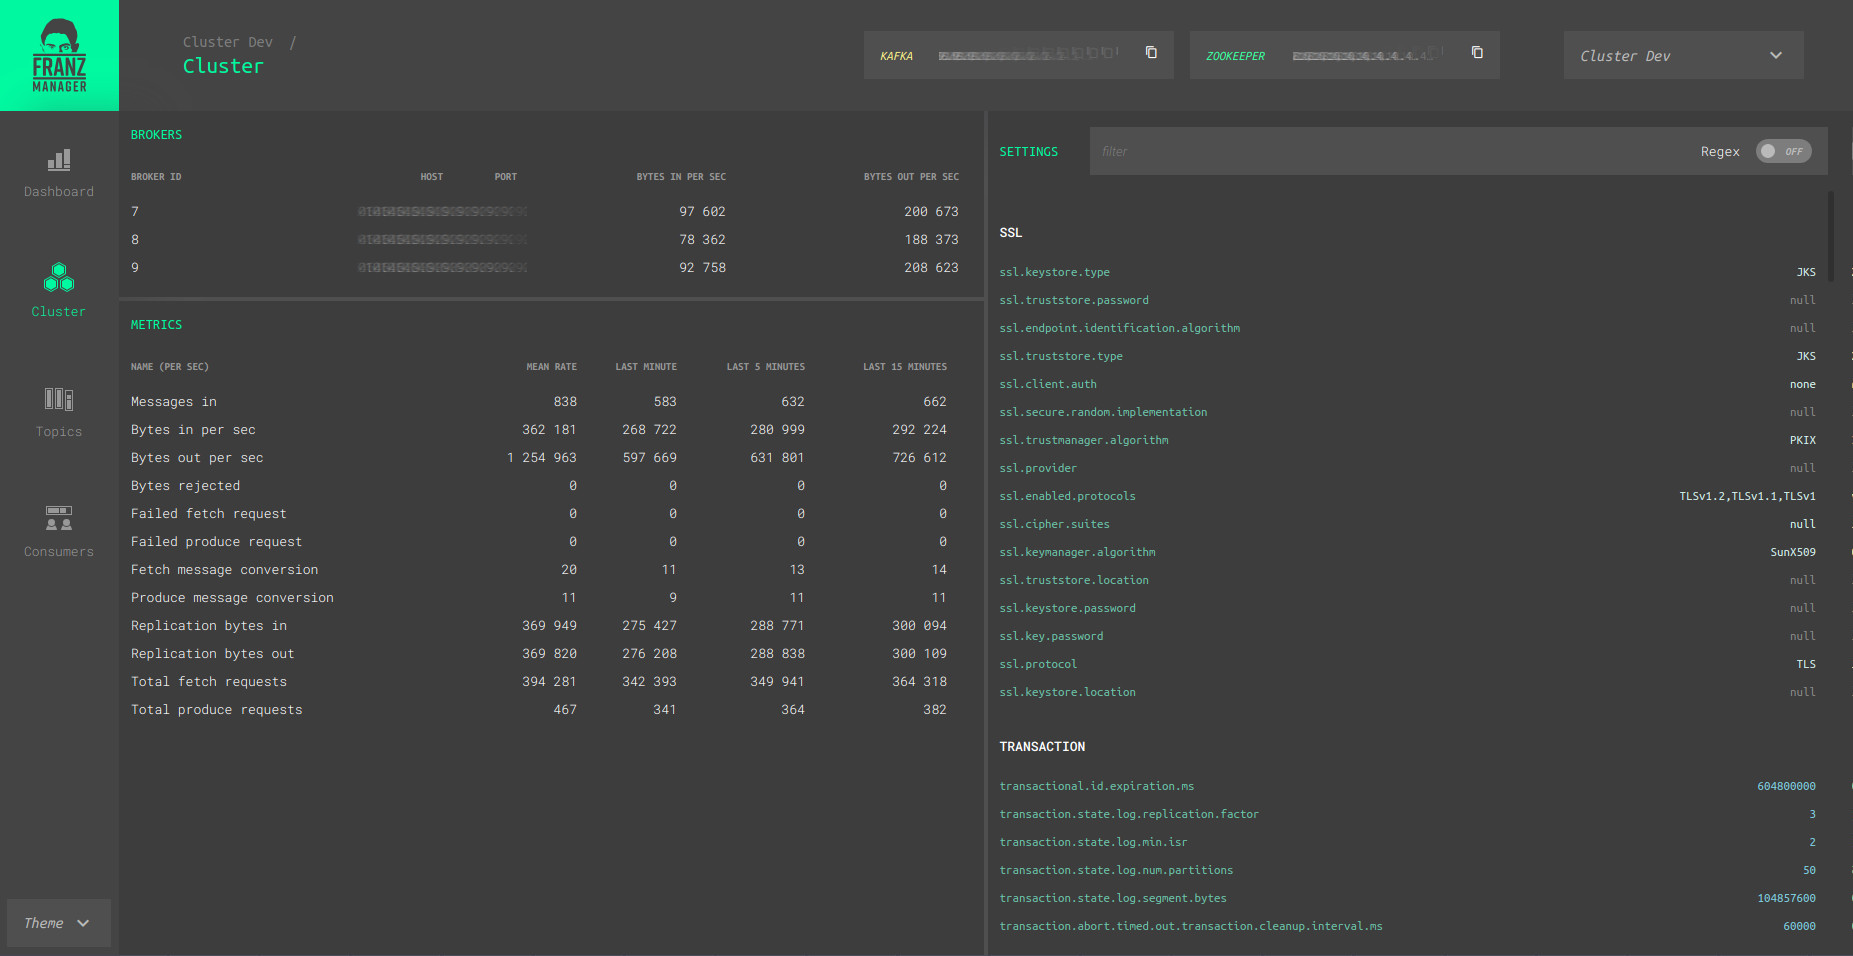 FRANZ
MANAGER
Cluster Dev /
Cluster
KAFKA
ZOOKEEPER
Cluster Dev
Dashboard
Cluster
Topics
Consumers
Theme
BROKERS
BROKER ID HOST PORT BYTES IN PER SEC BYTES OUT PER SEC
7 97 602 200 673
8 78 362 188 373
9 92 758 208 623
METRICS
NAME (PER SEC) MEAN RATE LAST MINUTE LAST 5 MINUTES LAST 15 MINUTES
Messages in 838 583 632 662
Bytes in per sec 362 181 268 722 280 999 292 224
Bytes out per sec 1 254 963 597 669 631 801 726 612
Bytes rejected 0 0 0 0
Failed fetch request 0 0 0 0
Failed produce request 0 0 0 0
Fetch message conversion 20 11 13 14
Produce message conversion 11 9 11 11
Replication bytes in 369 949 275 427 288 771 300 094
Replication bytes out 369 820 276 208 288 838 300 109
Total fetch requests 394 281 342 393 349 941 364 318
Total produce requests 467 341 364 382
SETTINGS filter Regex OFF
SSL
ssl.keystore.type JKS
ssl.truststore.password null
ssl.endpoint.identification.algorithm null
ssl.truststore.type JKS
ssl.client.auth none
ssl.secure.random.implementation null
ssl.trustmanager.algorithm PKIX
ssl.provider null
ssl.enabled.protocols TLSv1.2,TLSv1.1,TLSv1
ssl.cipher.suites null
ssl.keymanager.algorithm SunX509
ssl.truststore.location null
ssl.keystore.password null
ssl.key.password null
ssl.protocol TLS
ssl.keystore.location null
TRANSACTION
transactional.id.expiration.ms 604800000
transaction.state.log.replication.factor 3
transaction.state.log.min.isr 2
transaction.state.log.num.partitions 50
transaction.state.log.segment.bytes 104857600
transaction.abort.timed.out.transaction.cleanup.interval.ms 60000